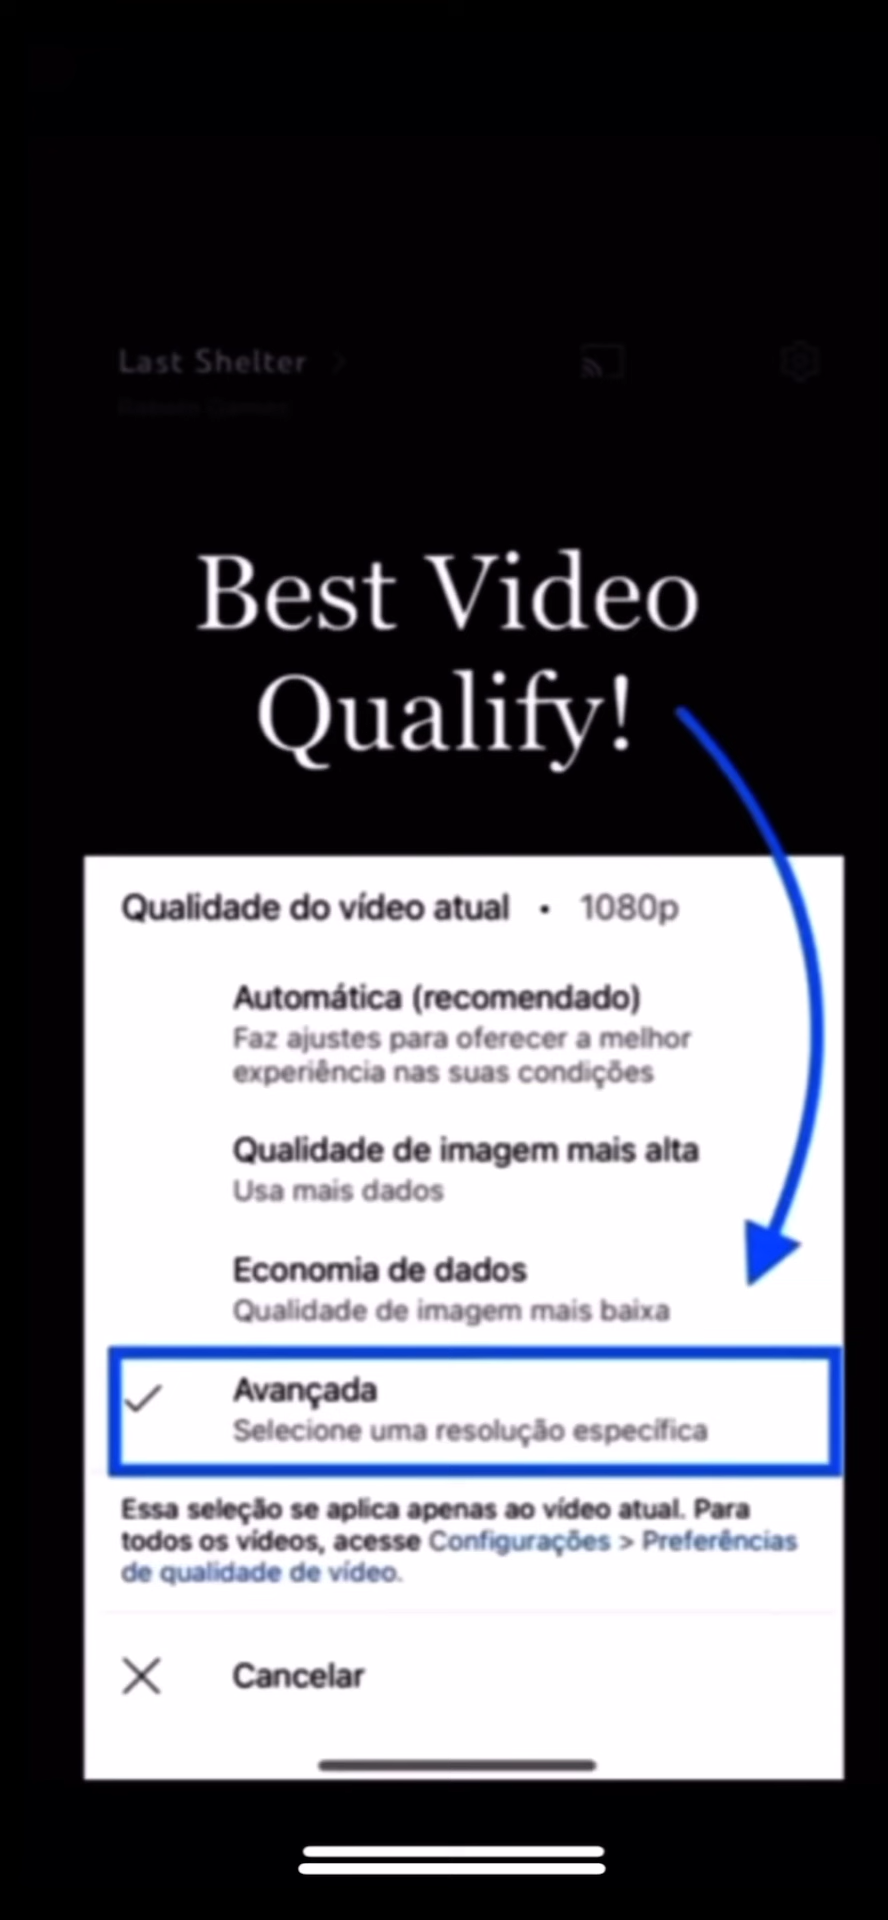 Last Shelter
Best Video
Qualify!
Qualidade do vídeo atual • 1080p
Automática (recomendado)
Faz ajustes para oferecer a melhor
experiência nas suas condições
Qualidade de imagem mais alta
Usa mais dados
Economia de dados
Qualidade de imagem mais baixa
Avançada
Selecione uma resolução específica
Essa seleção se aplica apenas ao vídeo atual. Para
todos os vídeos, acesse Configurações > Preferências
de qualidade de vídeo.
Cancelar